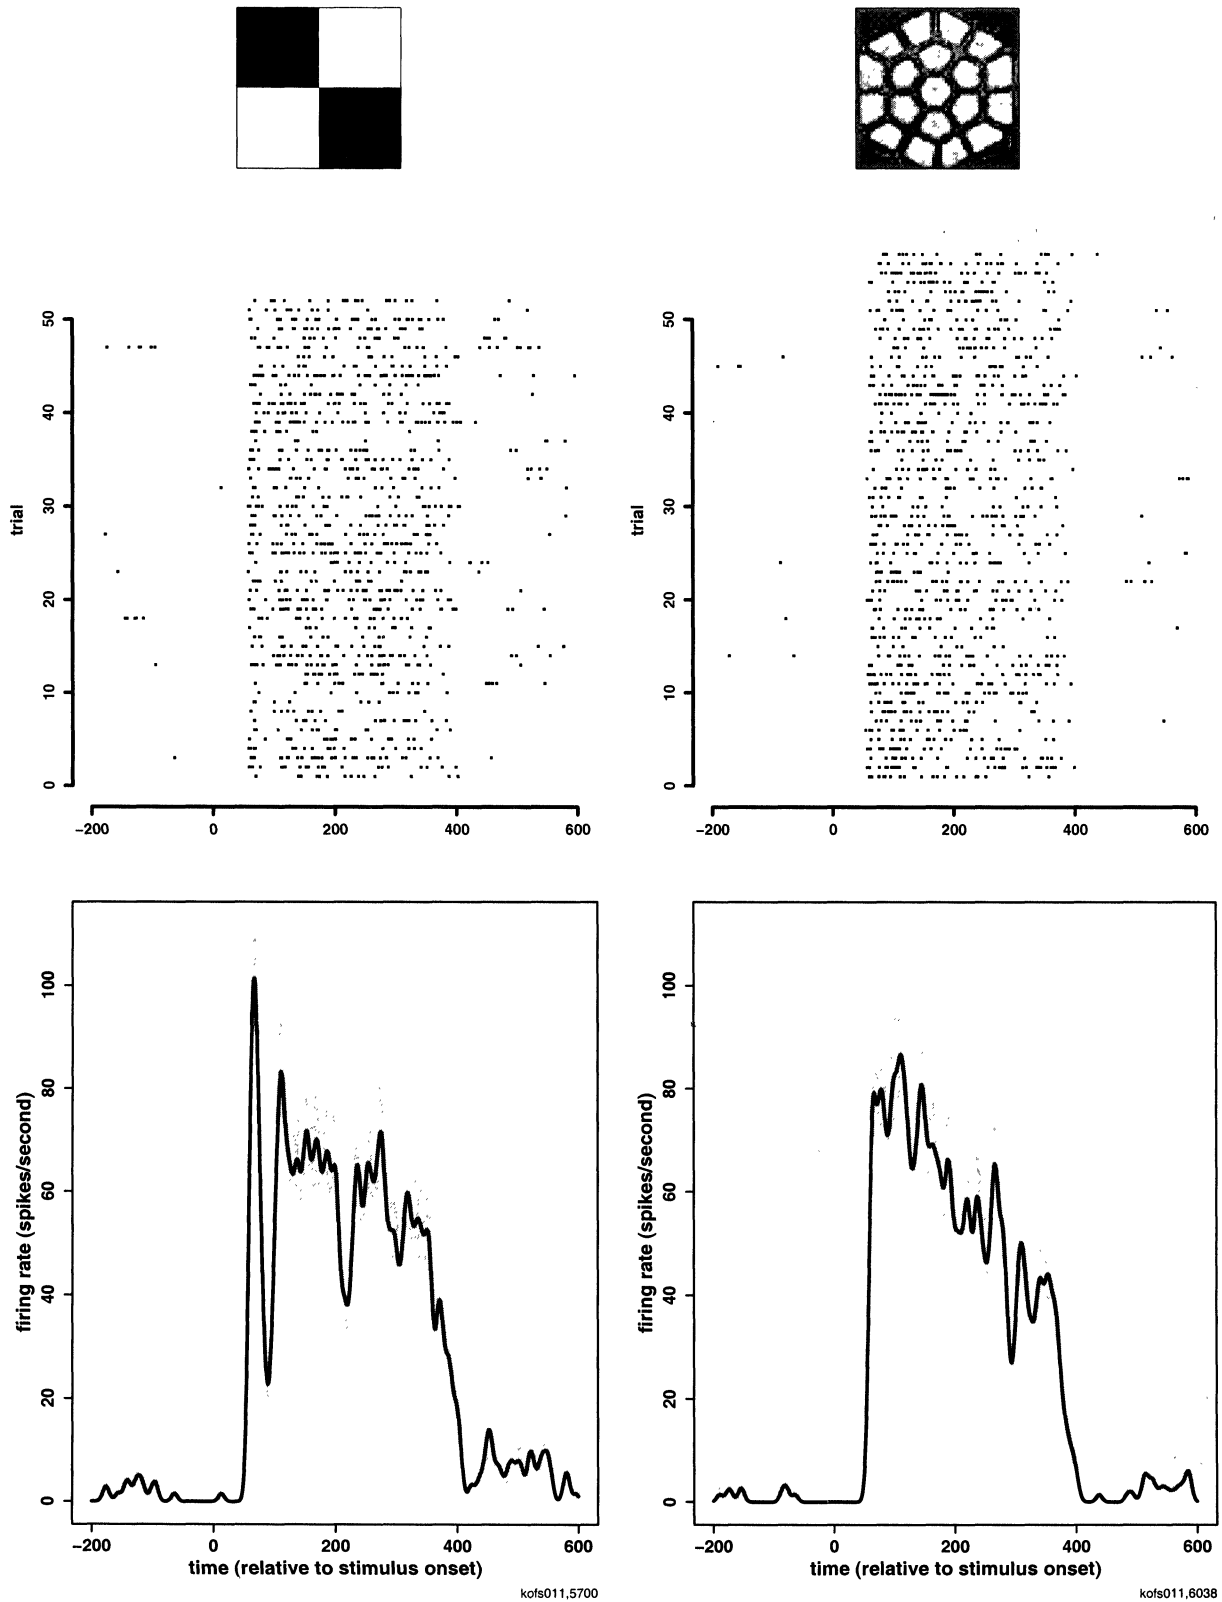 50
40
30
20
10
0
trial
−200 0 200 400 600
50
40
30
20
10
0
trial
−200 0 200 400 600
100
80
60
40
20
0
firing rate (spikes/second)
−200 0 200 400 600
time (relative to stimulus onset)
kofs011,5700
100
80
60
40
20
0
firing rate (spikes/second)
−200 0 200 400 600
time (relative to stimulus onset)
kofs011,6038